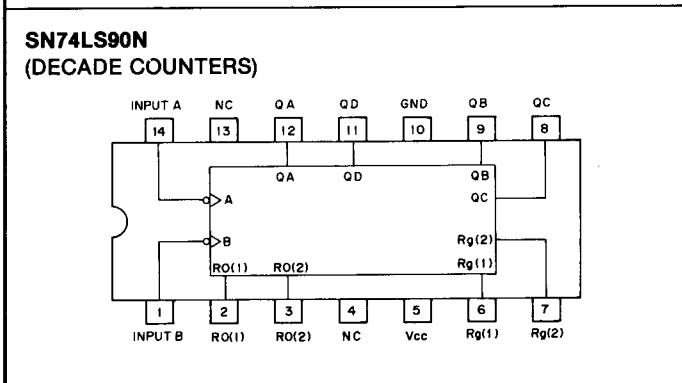 SN74LS90N
(DECADE COUNTERS)
INPUT A NC QA QD GND QB QC
14 13 12 11 10 9 8
QA QD QB
QC
A
Rg(2)
B
RO(1) RO(2) Rg(1)
1 2 3 4 5 6 7
INPUT B RO(1) RO(2) NC Vcc Rg(1) Rg(2)